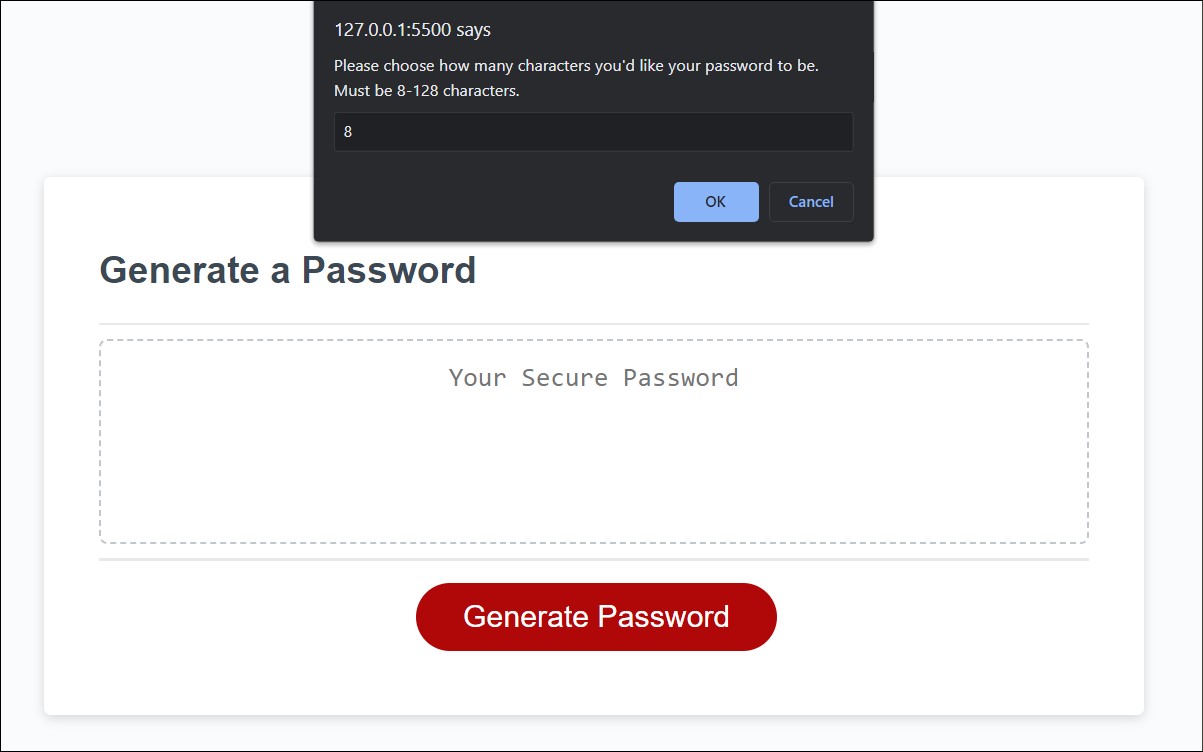 127.0.0.1:5500 says
Please choose how many characters you'd like your password to be.
Must be 8-128 characters.
8
OK
Cancel
Generate a Password
Your Secure Password
Generate Password